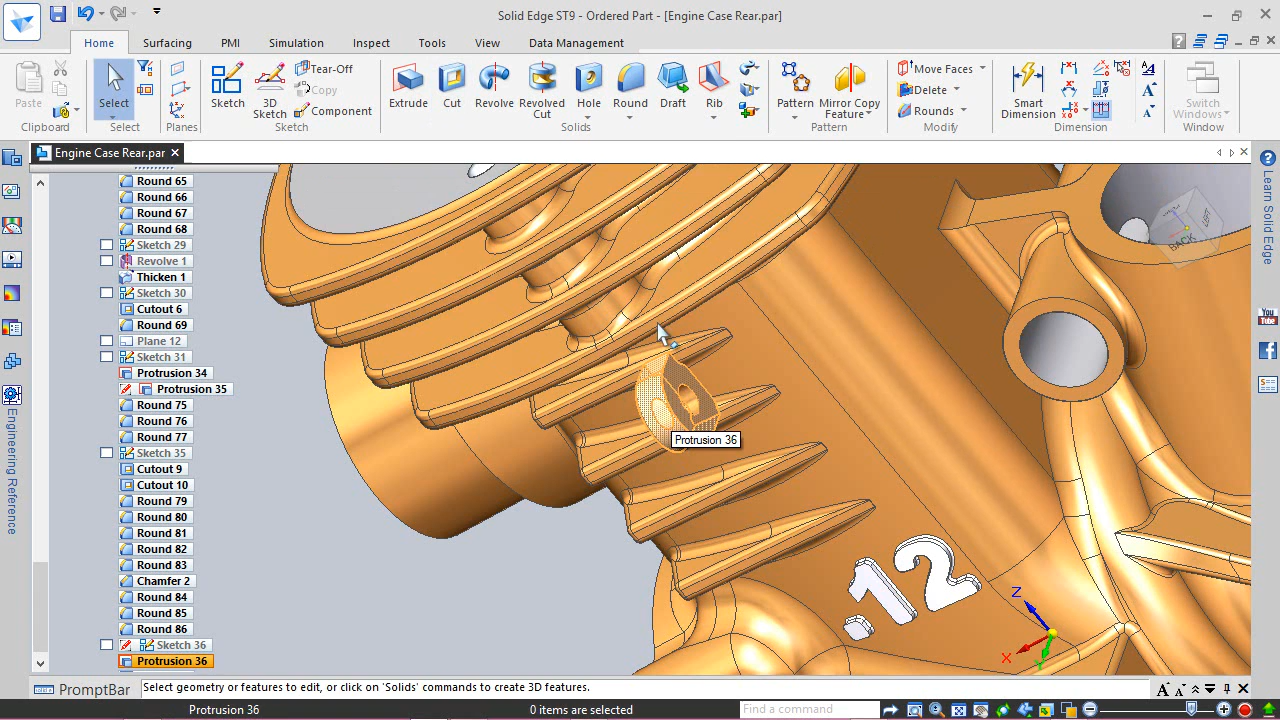 Solid Edge ST9 - Ordered Part - [Engine Case Rear.par]
Home Surfacing PMI Simulation Inspect Tools View Data Management
Paste
Clipboard
Select
Select
Planes
Sketch
3D Sketch
Tear-Off
Copy
Component
Sketch
Extrude
Cut
Revolve
Revolved Cut
Hole
Round
Draft
Rib
Solids
Pattern
Mirror Copy Feature
Pattern
Move Faces
Delete
Rounds
Modify
Smart Dimension
Dimension
Switch Windows
Window
Engine Case Rear.par
Round 65
Round 66
Round 67
Round 68
Sketch 29
Revolve 1
Thicken 1
Sketch 30
Cutout 6
Round 69
Plane 12
Sketch 31
Protrusion 34
Protrusion 35
Round 75
Round 76
Round 77
Sketch 35
Cutout 9
Cutout 10
Round 79
Round 80
Round 81
Round 82
Round 83
Chamfer 2
Round 84
Round 85
Round 86
Sketch 36
Protrusion 36
Engineering Reference
Protrusion 36
.12
BACK
LEFT
Z
X
Y
Learn Solid Edge
You
Tube
PromptBar
Select geometry or features to edit, or click on 'Solids' commands to create 3D features.
Protrusion 36
0 items are selected
Find a command